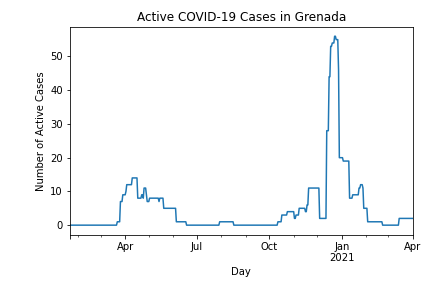 Active COVID-19 Cases in Grenada
Number of Active Cases
50
40
30
20
10
0
Apr
Jul
Oct
Jan
2021
Apr
Day